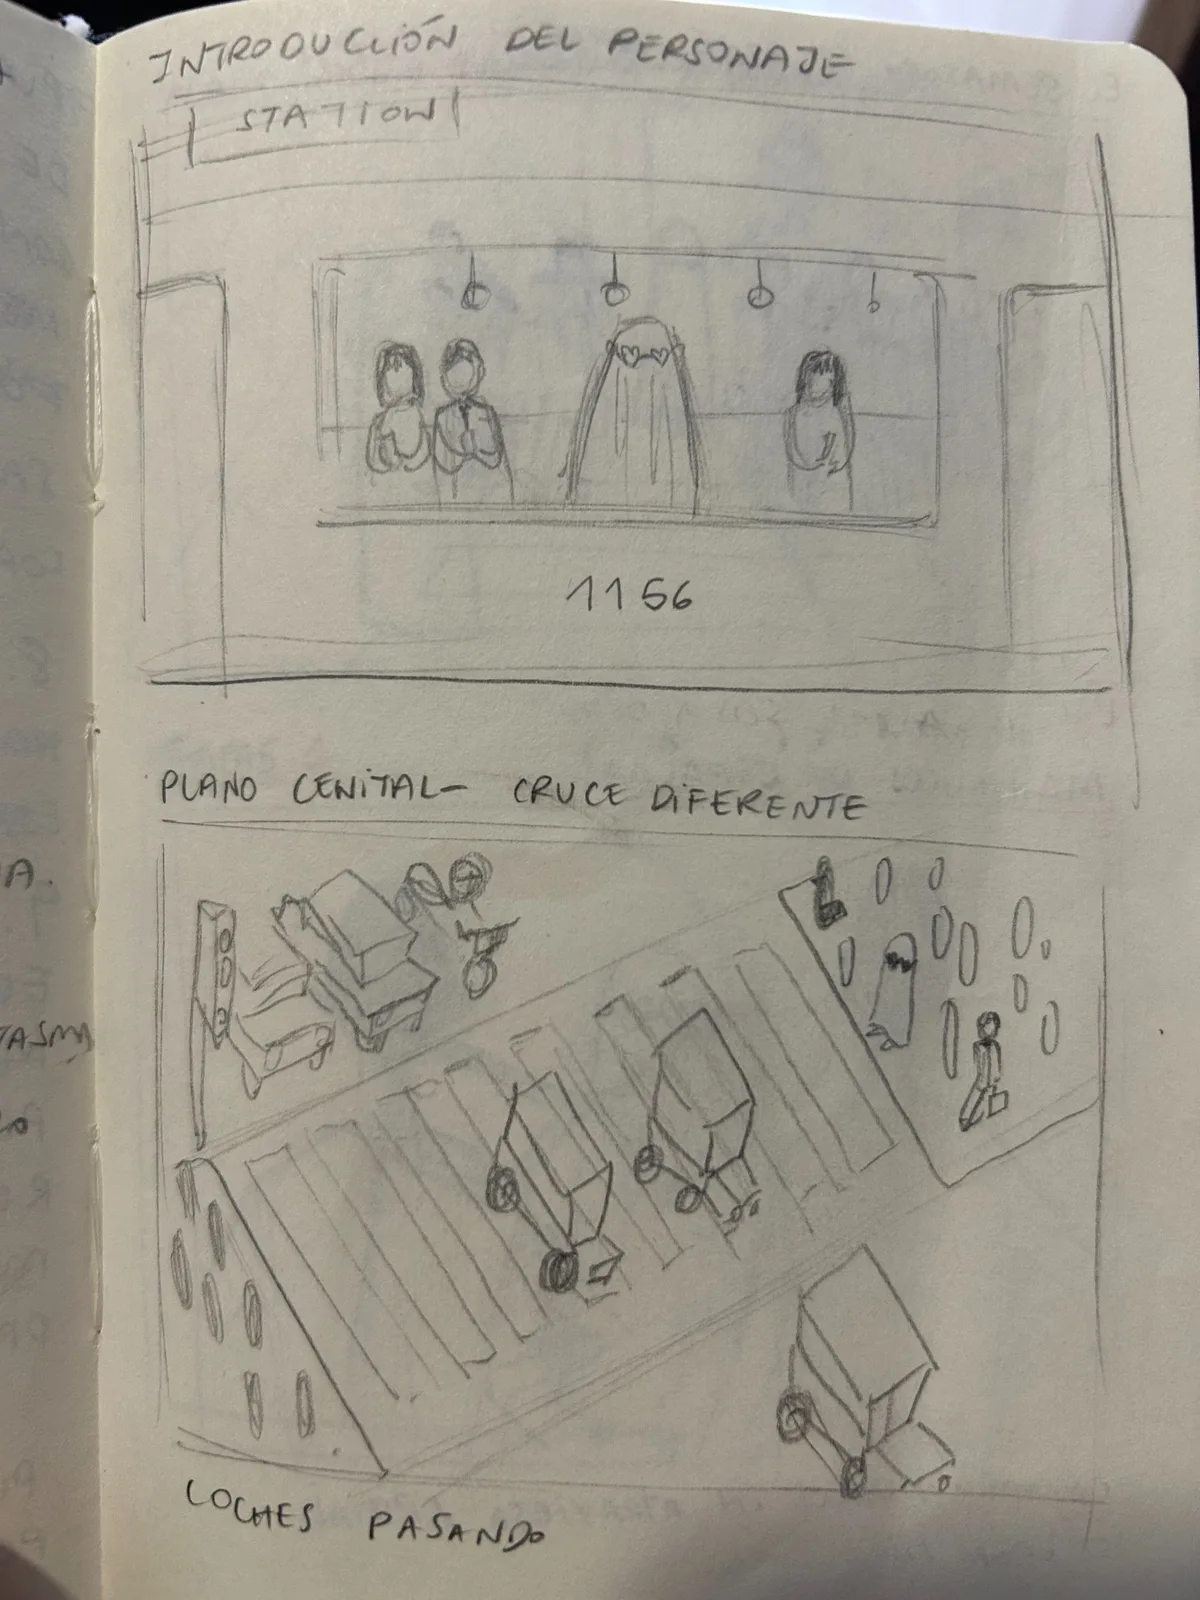 INTRODUCCIÓN DEL PERSONAJE
STATION
1156
PLANO CENITAL- CRUCE DIFERENTE
COCHES PASANDO